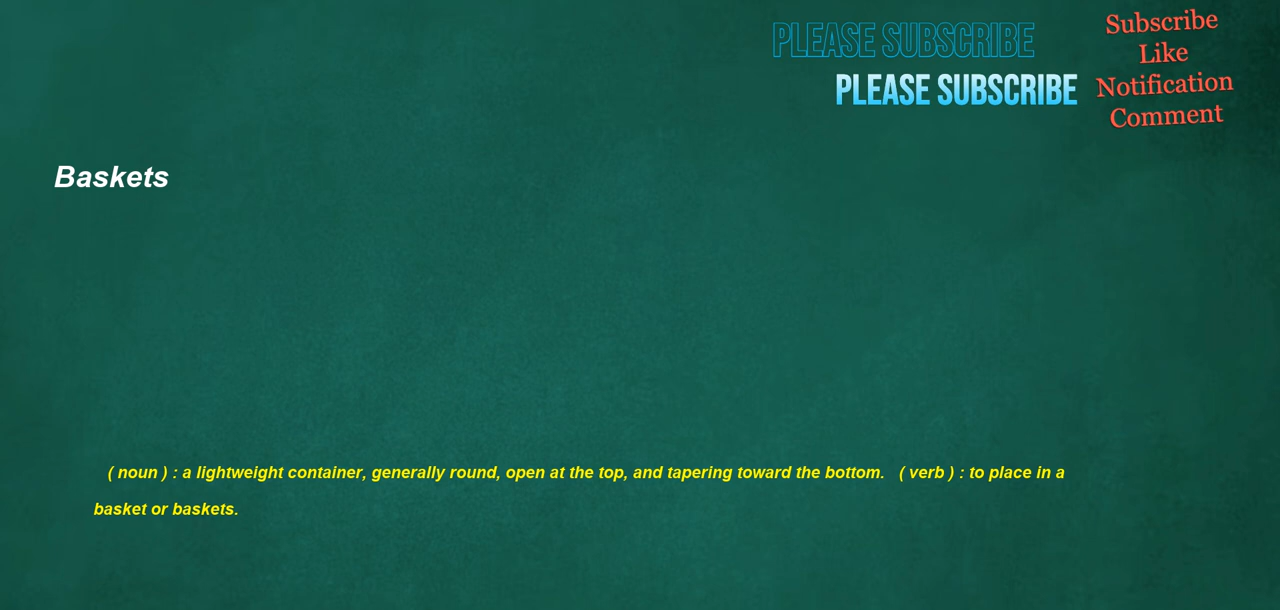 PLEASE SUBSCRIBE
PLEASE SUBSCRIBE
Subscribe
Like
Notification
Comment
Baskets
( noun ) : a lightweight container, generally round, open at the top, and tapering toward the bottom. ( verb ) : to place in a
basket or baskets.